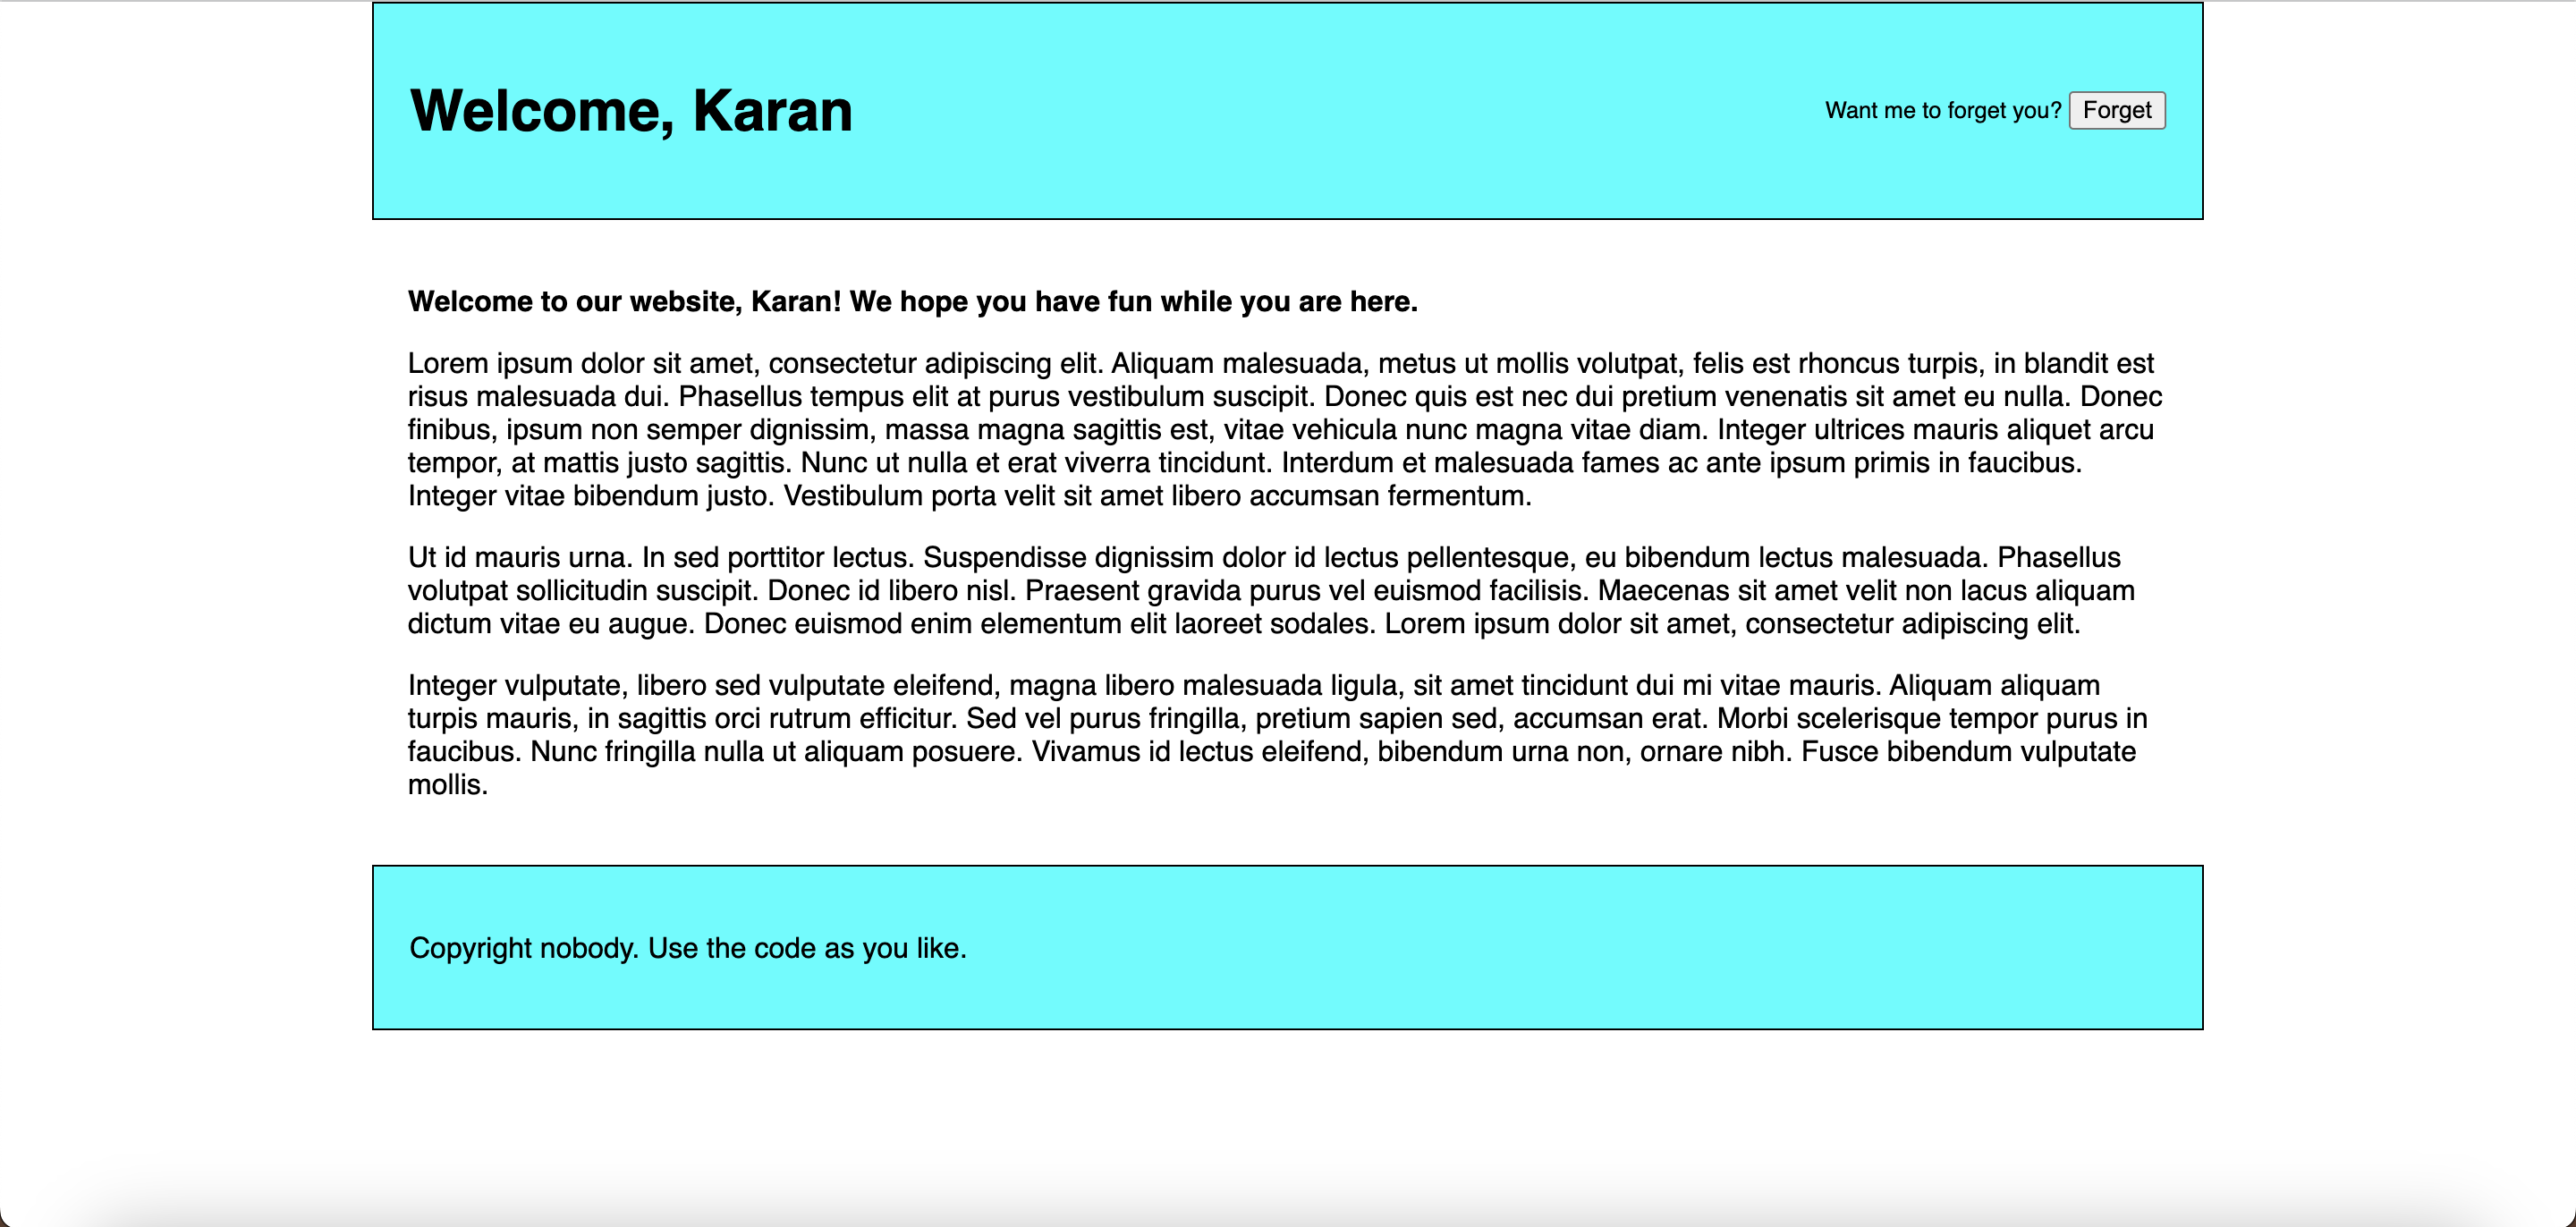 Welcome, Karan
Want me to forget you? Forget
Welcome to our website, Karan! We hope you have fun while you are here.
Lorem ipsum dolor sit amet, consectetur adipiscing elit. Aliquam malesuada, metus ut mollis volutpat, felis est rhoncus turpis, in blandit est
risus malesuada dui. Phasellus tempus elit at purus vestibulum suscipit. Donec quis est nec dui pretium venenatis sit amet eu nulla. Donec
finibus, ipsum non semper dignissim, massa magna sagittis est, vitae vehicula nunc magna vitae diam. Integer ultrices mauris aliquet arcu
tempor, at mattis justo sagittis. Nunc ut nulla et erat viverra tincidunt. Interdum et malesuada fames ac ante ipsum primis in faucibus.
Integer vitae bibendum justo. Vestibulum porta velit sit amet libero accumsan fermentum.
Ut id mauris urna. In sed porttitor lectus. Suspendisse dignissim dolor id lectus pellentesque, eu bibendum lectus malesuada. Phasellus
volutpat sollicitudin suscipit. Donec id libero nisl. Praesent gravida purus vel euismod facilisis. Maecenas sit amet velit non lacus aliquam
dictum vitae eu augue. Donec euismod enim elementum elit laoreet sodales. Lorem ipsum dolor sit amet, consectetur adipiscing elit.
Integer vulputate, libero sed vulputate eleifend, magna libero malesuada ligula, sit amet tincidunt dui mi vitae mauris. Aliquam aliquam
turpis mauris, in sagittis orci rutrum efficitur. Sed vel purus fringilla, pretium sapien sed, accumsan erat. Morbi scelerisque tempor purus in
faucibus. Nunc fringilla nulla ut aliquam posuere. Vivamus id lectus eleifend, bibendum urna non, ornare nibh. Fusce bibendum vulputate
mollis.
Copyright nobody. Use the code as you like.